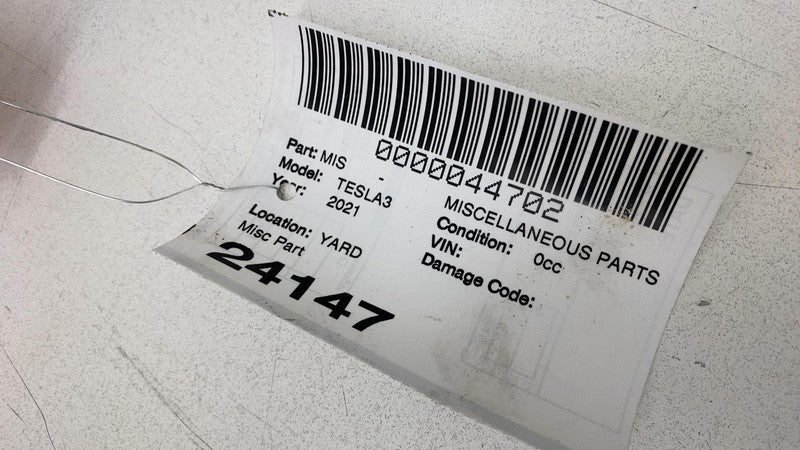 0000044702
Part: MIS - MISCELLANEOUS PARTS
Model: TESLA3 Condition: 0cc
Year: 2021 VIN:
Damage Code:
Location: YARD
Misc Part
24147